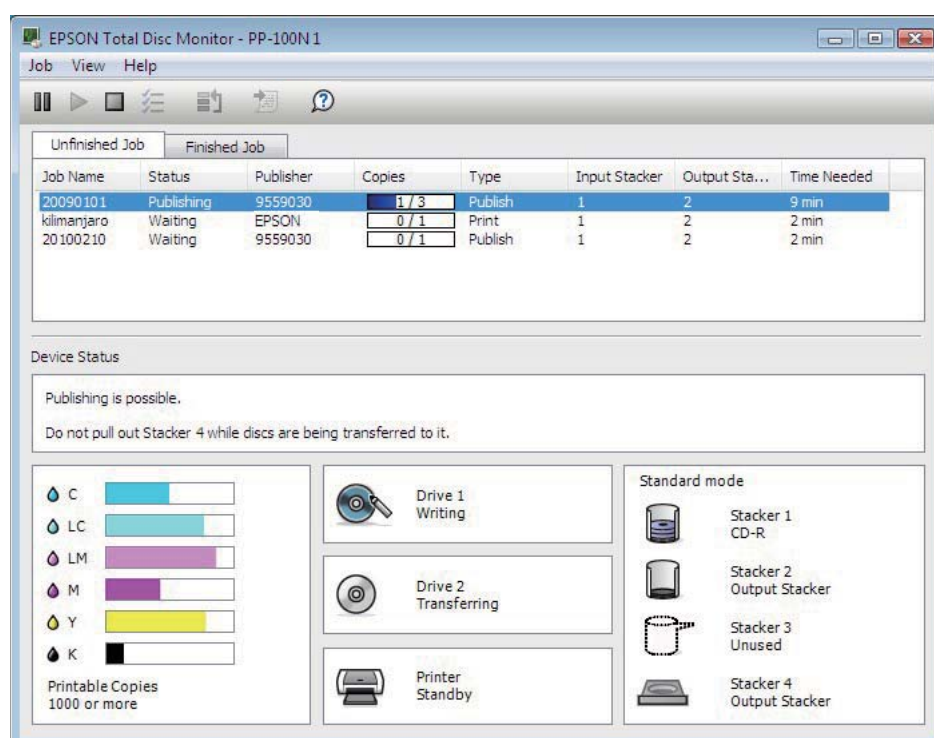 EPSON Total Disc Monitor - PP-100N 1
Job View Help
Unfinished Job Finished Job
Job Name Status Publisher Copies Type Input Stacker Output Sta... Time Needed
20090101 Publishing 9559030 1 / 3 Publish 1 2 9 min
kilimanjaro Waiting EPSON 0 / 1 Print 1 2 2 min
20100210 Waiting 9559030 0 / 1 Publish 1 2 2 min
Device Status
Publishing is possible.
Do not pull out Stacker 4 while discs are being transferred to it.
C
LC
LM
M
Y
K
Printable Copies
1000 or more
Drive 1
Writing
Drive 2
Transferring
Printer
Standby
Standard mode
Stacker 1
CD-R
Stacker 2
Output Stacker
Stacker 3
Unused
Stacker 4
Output Stacker